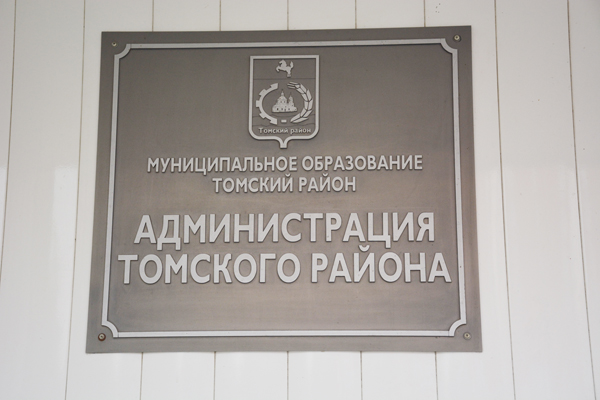 Томский район
МУНИЦИПАЛЬНОЕ ОБРАЗОВАНИЕ
ТОМСКИЙ РАЙОН
АДМИНИСТРАЦИЯ
ТОМСКОГО РАЙОНА